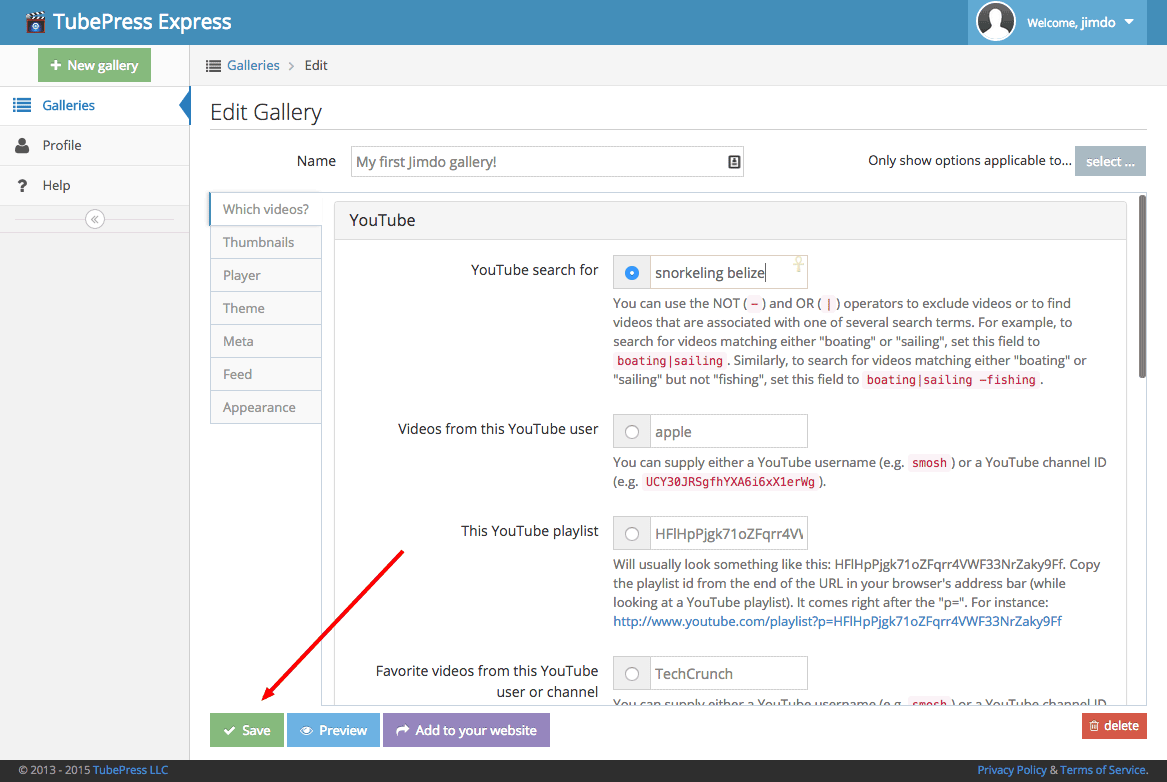 TubePress Express
Welcome, jimdo
+ New gallery
Galleries > Edit
Galleries
Profile
? Help
«
Edit Gallery
Name
My first Jimdo gallery!
Only show options applicable to...
select ...
Which videos?
Thumbnails
Player
Theme
Meta
Feed
Appearance
YouTube
YouTube search for
snorkeling belize
You can use the NOT ( - ) and OR ( | ) operators to exclude videos or to find
videos that are associated with one of several search terms. For example, to
search for videos matching either "boating" or "sailing", set this field to
boating|sailing . Similarly, to search for videos matching either "boating" or
"sailing" but not "fishing", set this field to boating|sailing -fishing .
Videos from this YouTube user
apple
You can supply either a YouTube username (e.g. smosh ) or a YouTube channel ID
(e.g. UCY30JRSgfhYXA6i6xX1erWg ).
This YouTube playlist
HFlHpPjgk71oZFqrr4V
Will usually look something like this: HFlHpPjgk71oZFqrr4VWF33NrZaky9Ff. Copy
the playlist id from the end of the URL in your browser's address bar (while
looking at a YouTube playlist). It comes right after the "p=". For instance:
http://www.youtube.com/playlist?p=HFlHpPjgk71oZFqrr4VWF33NrZaky9Ff
Favorite videos from this YouTube
user or channel
TechCrunch
You can supply either a YouTube username (e.g. smosh ) or a YouTube channel ID
Save
Preview
Add to your website
delete
© 2013 - 2015 TubePress LLC
Privacy Policy & Terms of Service.